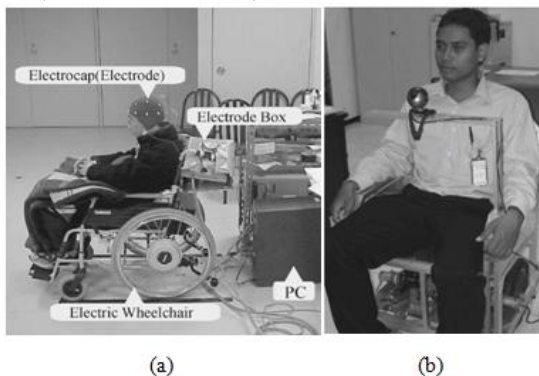 Electrocap(Electrode)
Electrode Box
PC
Electric Wheelchair
(a)
(b)